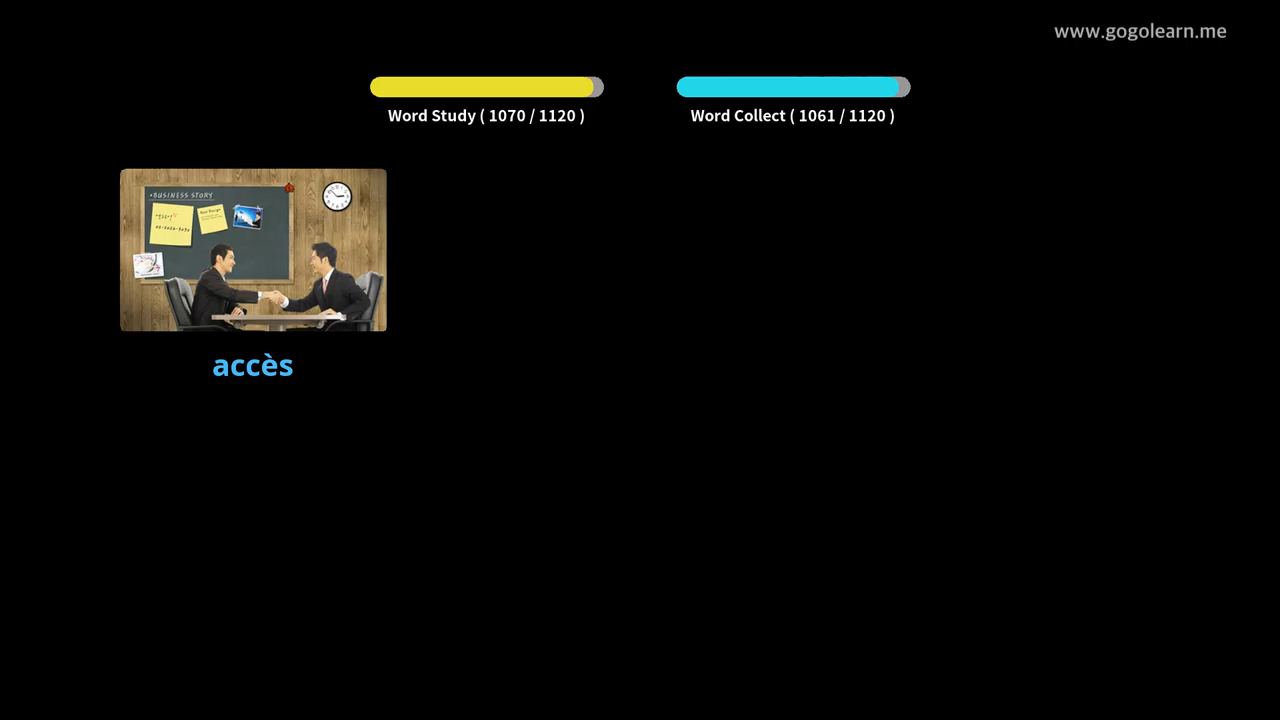 www.gogolearn.me
Word Study ( 1070 / 1120 )
Word Collect ( 1061 / 1120 )
•BUSINESS STORY
accès